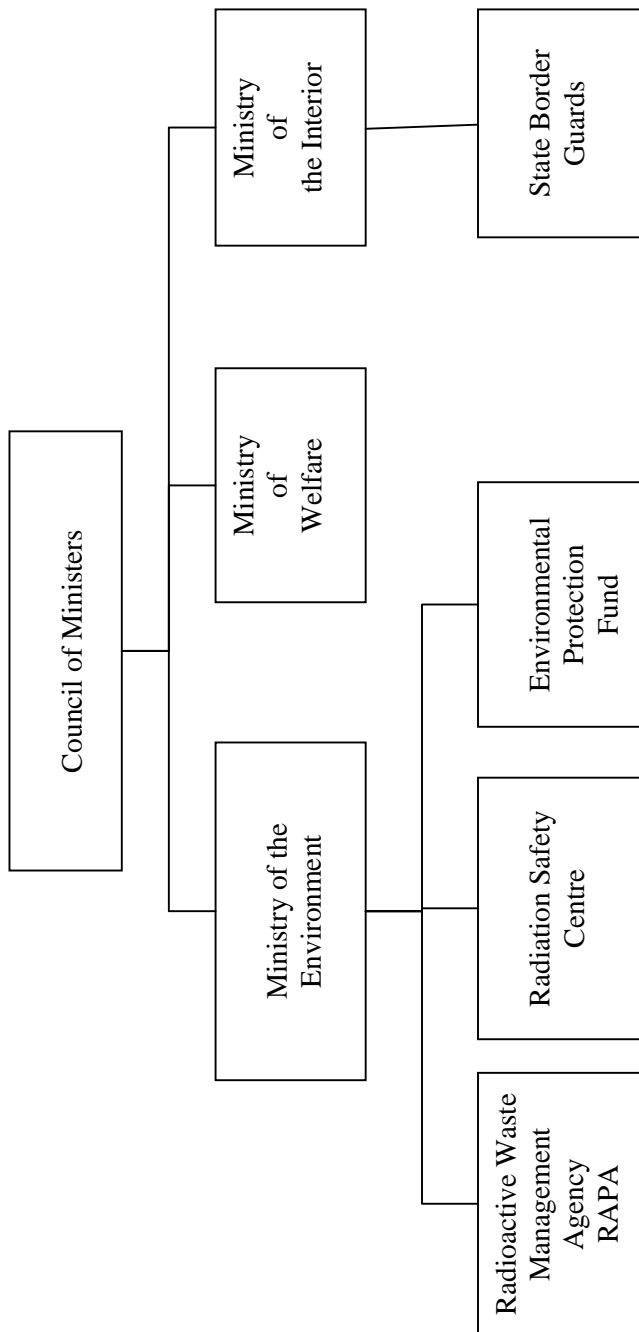 Council of Ministers
Ministry of the
Environment
Ministry
of
Welfare
Ministry
of
the Interior
Radioactive Waste
Management
Agency
RAPA
Radiation Safety
Centre
Environmental
Protection
Fund
State Border
Guards